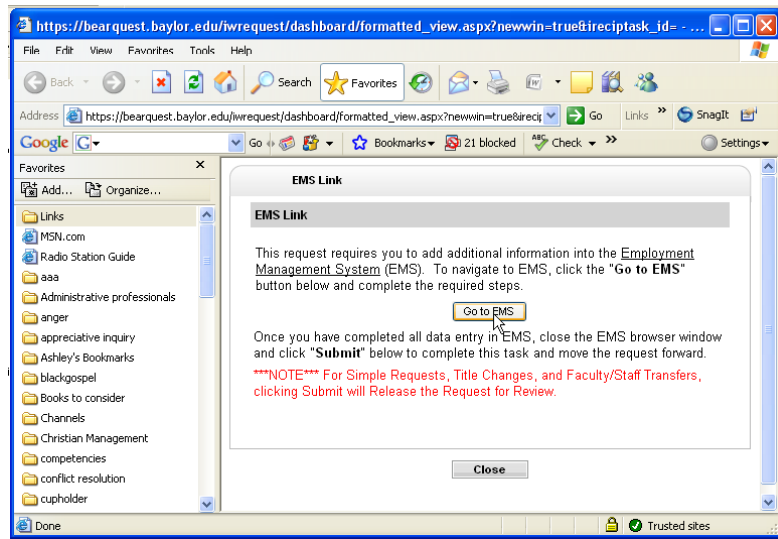 https://bearquest.baylor.edu/iwrequest/dashboard/formatted_view.aspx?newwin=true&ireciptask_id= - ...
File Edit View Favorites Tools Help
Back Search Favorites
Address https://bearquest.baylor.edu/iwrequest/dashboard/formatted_view.aspx?newwin=true&irecip Go Links » SnagIt
Google G Go Bookmarks 21 blocked ABC Check » Settings
Favorites x
Add... Organize...
Links
MSN.com
Radio Station Guide
aaa
Administrative professionals
anger
appreciative inquiry
Ashley's Bookmarks
blackgospel
Books to consider
Channels
Christian Management
competencies
conflict resolution
cupholder
EMS Link
EMS Link
This request requires you to add additional information into the Employment
Management System (EMS). To navigate to EMS, click the "Go to EMS"
button below and complete the required steps.
Go to EMS
Once you have completed all data entry in EMS, close the EMS browser window
and click "Submit" below to complete this task and move the request forward.
***NOTE*** For Simple Requests, Title Changes, and Faculty/Staff Transfers,
clicking Submit will Release the Request for Review.
Close
Done Trusted sites